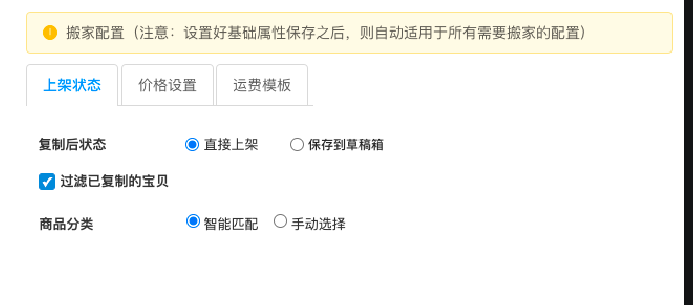 搬家配置（注意：设置好基础属性保存之后，则自动适用于所有需要搬家的配置）
上架状态 价格设置 运费模板
复制后状态 直接上架 保存到草稿箱
过滤已复制的宝贝
商品分类 智能匹配 手动选择